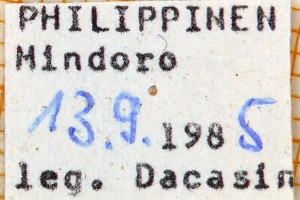 PHILIPPINEN
Mindoro
13.9.1985
leg. Dacasin